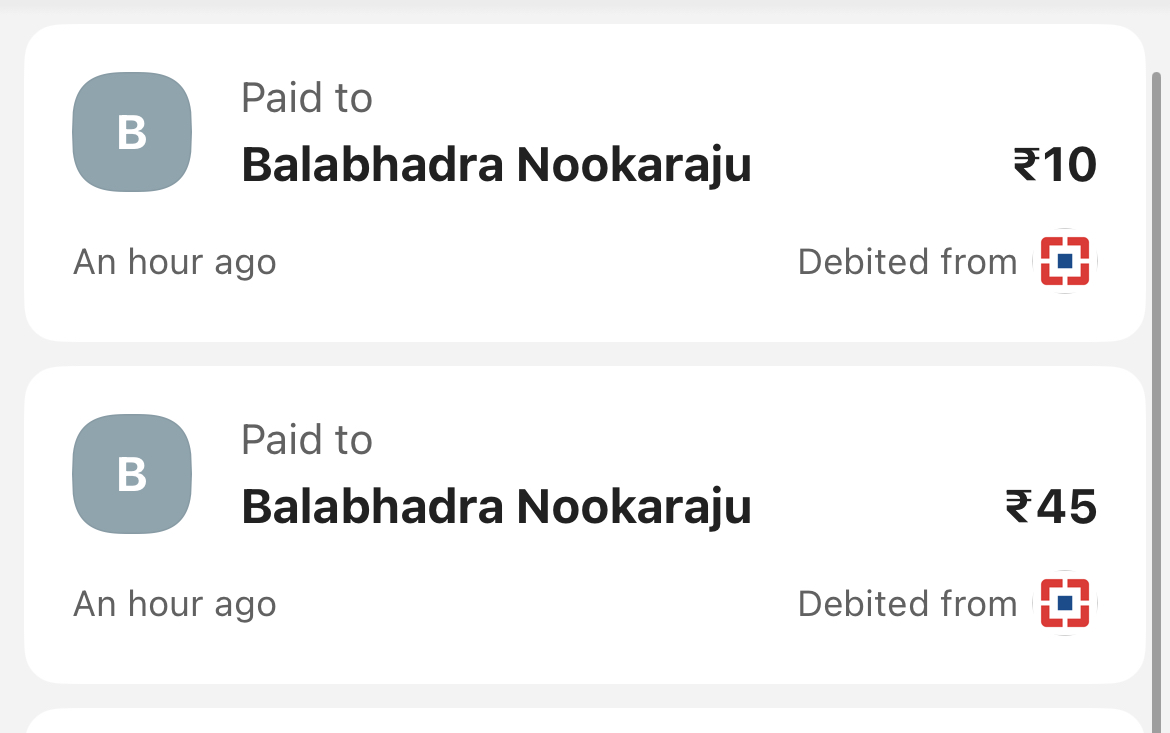 B
Paid to
Balabhadra Nookaraju ₹10
An hour ago Debited from
B
Paid to
Balabhadra Nookaraju ₹45
An hour ago Debited from